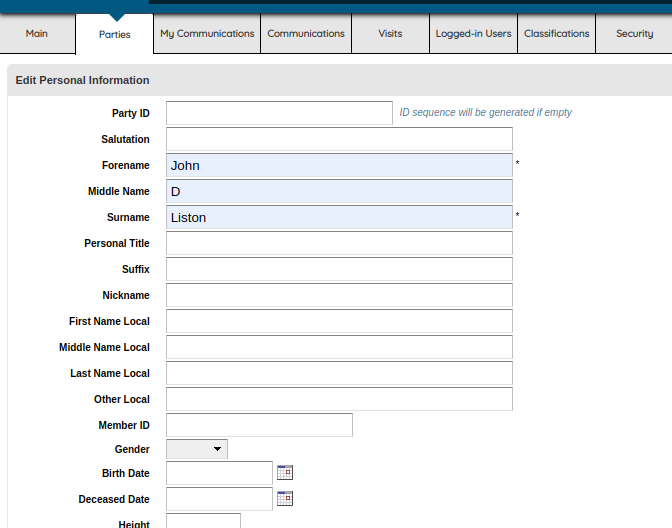 Main Parties My Communications Communications Visits Logged-in Users Classifications Security
Edit Personal Information
Party ID ID sequence will be generated if empty
Salutation
Forename John *
Middle Name D
Surname Liston *
Personal Title
Suffix
Nickname
First Name Local
Middle Name Local
Last Name Local
Other Local
Member ID
Gender
Birth Date
Deceased Date
Height